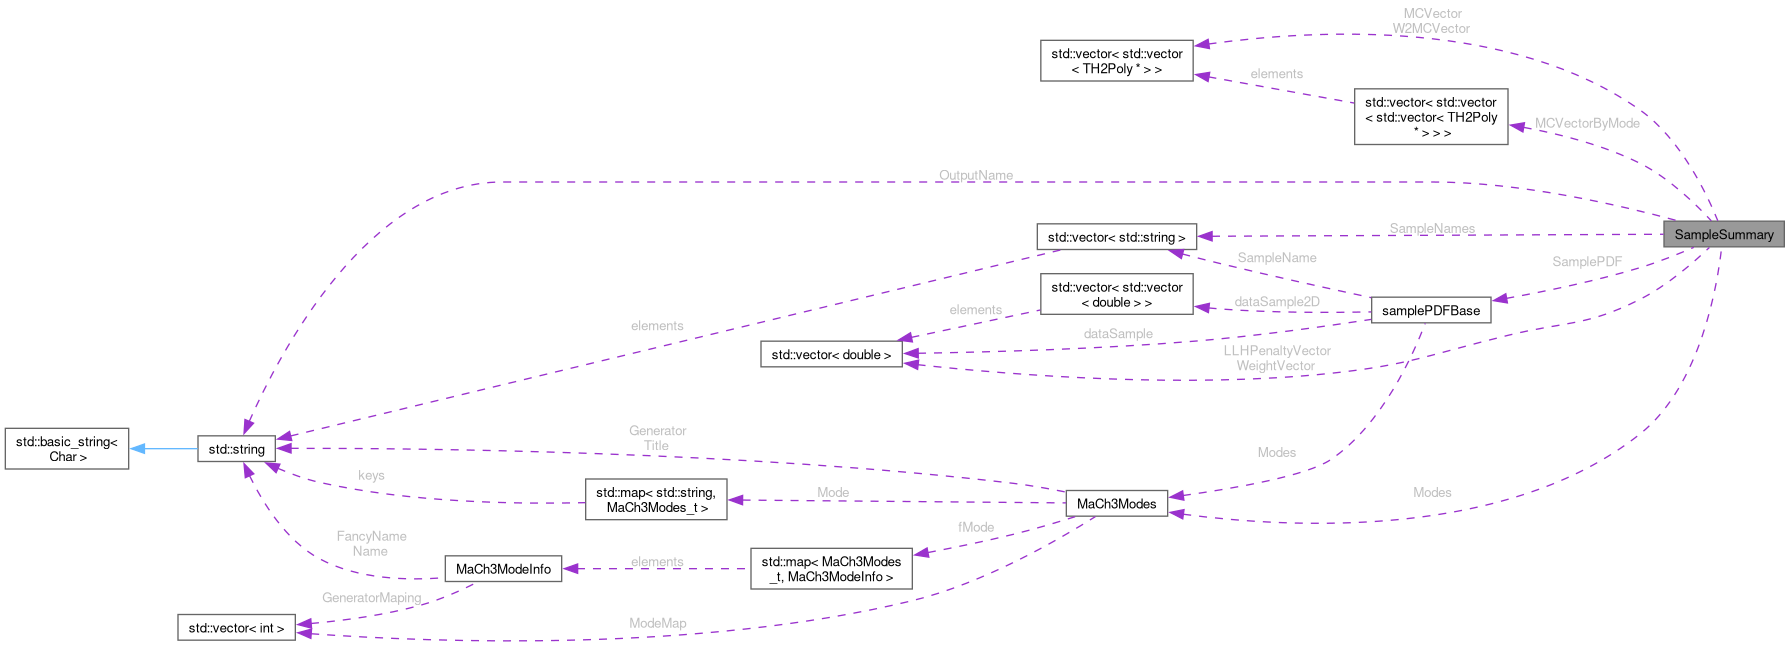 MCVector
W2MCVector
std::vector< std::vector
< TH2Poly * > >
elements
std::vector< std::vector
< std::vector< TH2Poly
* > > >
MCVectorByMode
OutputName
SampleSummary
std::vector< std::string >
SampleNames
SampleName
SamplePDF
std::vector< std::vector
< double > >
dataSample2D
samplePDFBase
elements
elements
dataSample
std::vector< double >
LLHPenaltyVector
WeightVector
std::basic_string<
Char >
std::string
Generator
Title
Modes
keys
std::map< std::string,
MaCh3Modes_t >
Mode
MaCh3Modes
Modes
fMode
FancyName
Name
MaCh3ModeInfo
elements
std::map< MaCh3Modes
_t, MaCh3ModeInfo >
GeneratorMaping
std::vector< int >
ModeMap